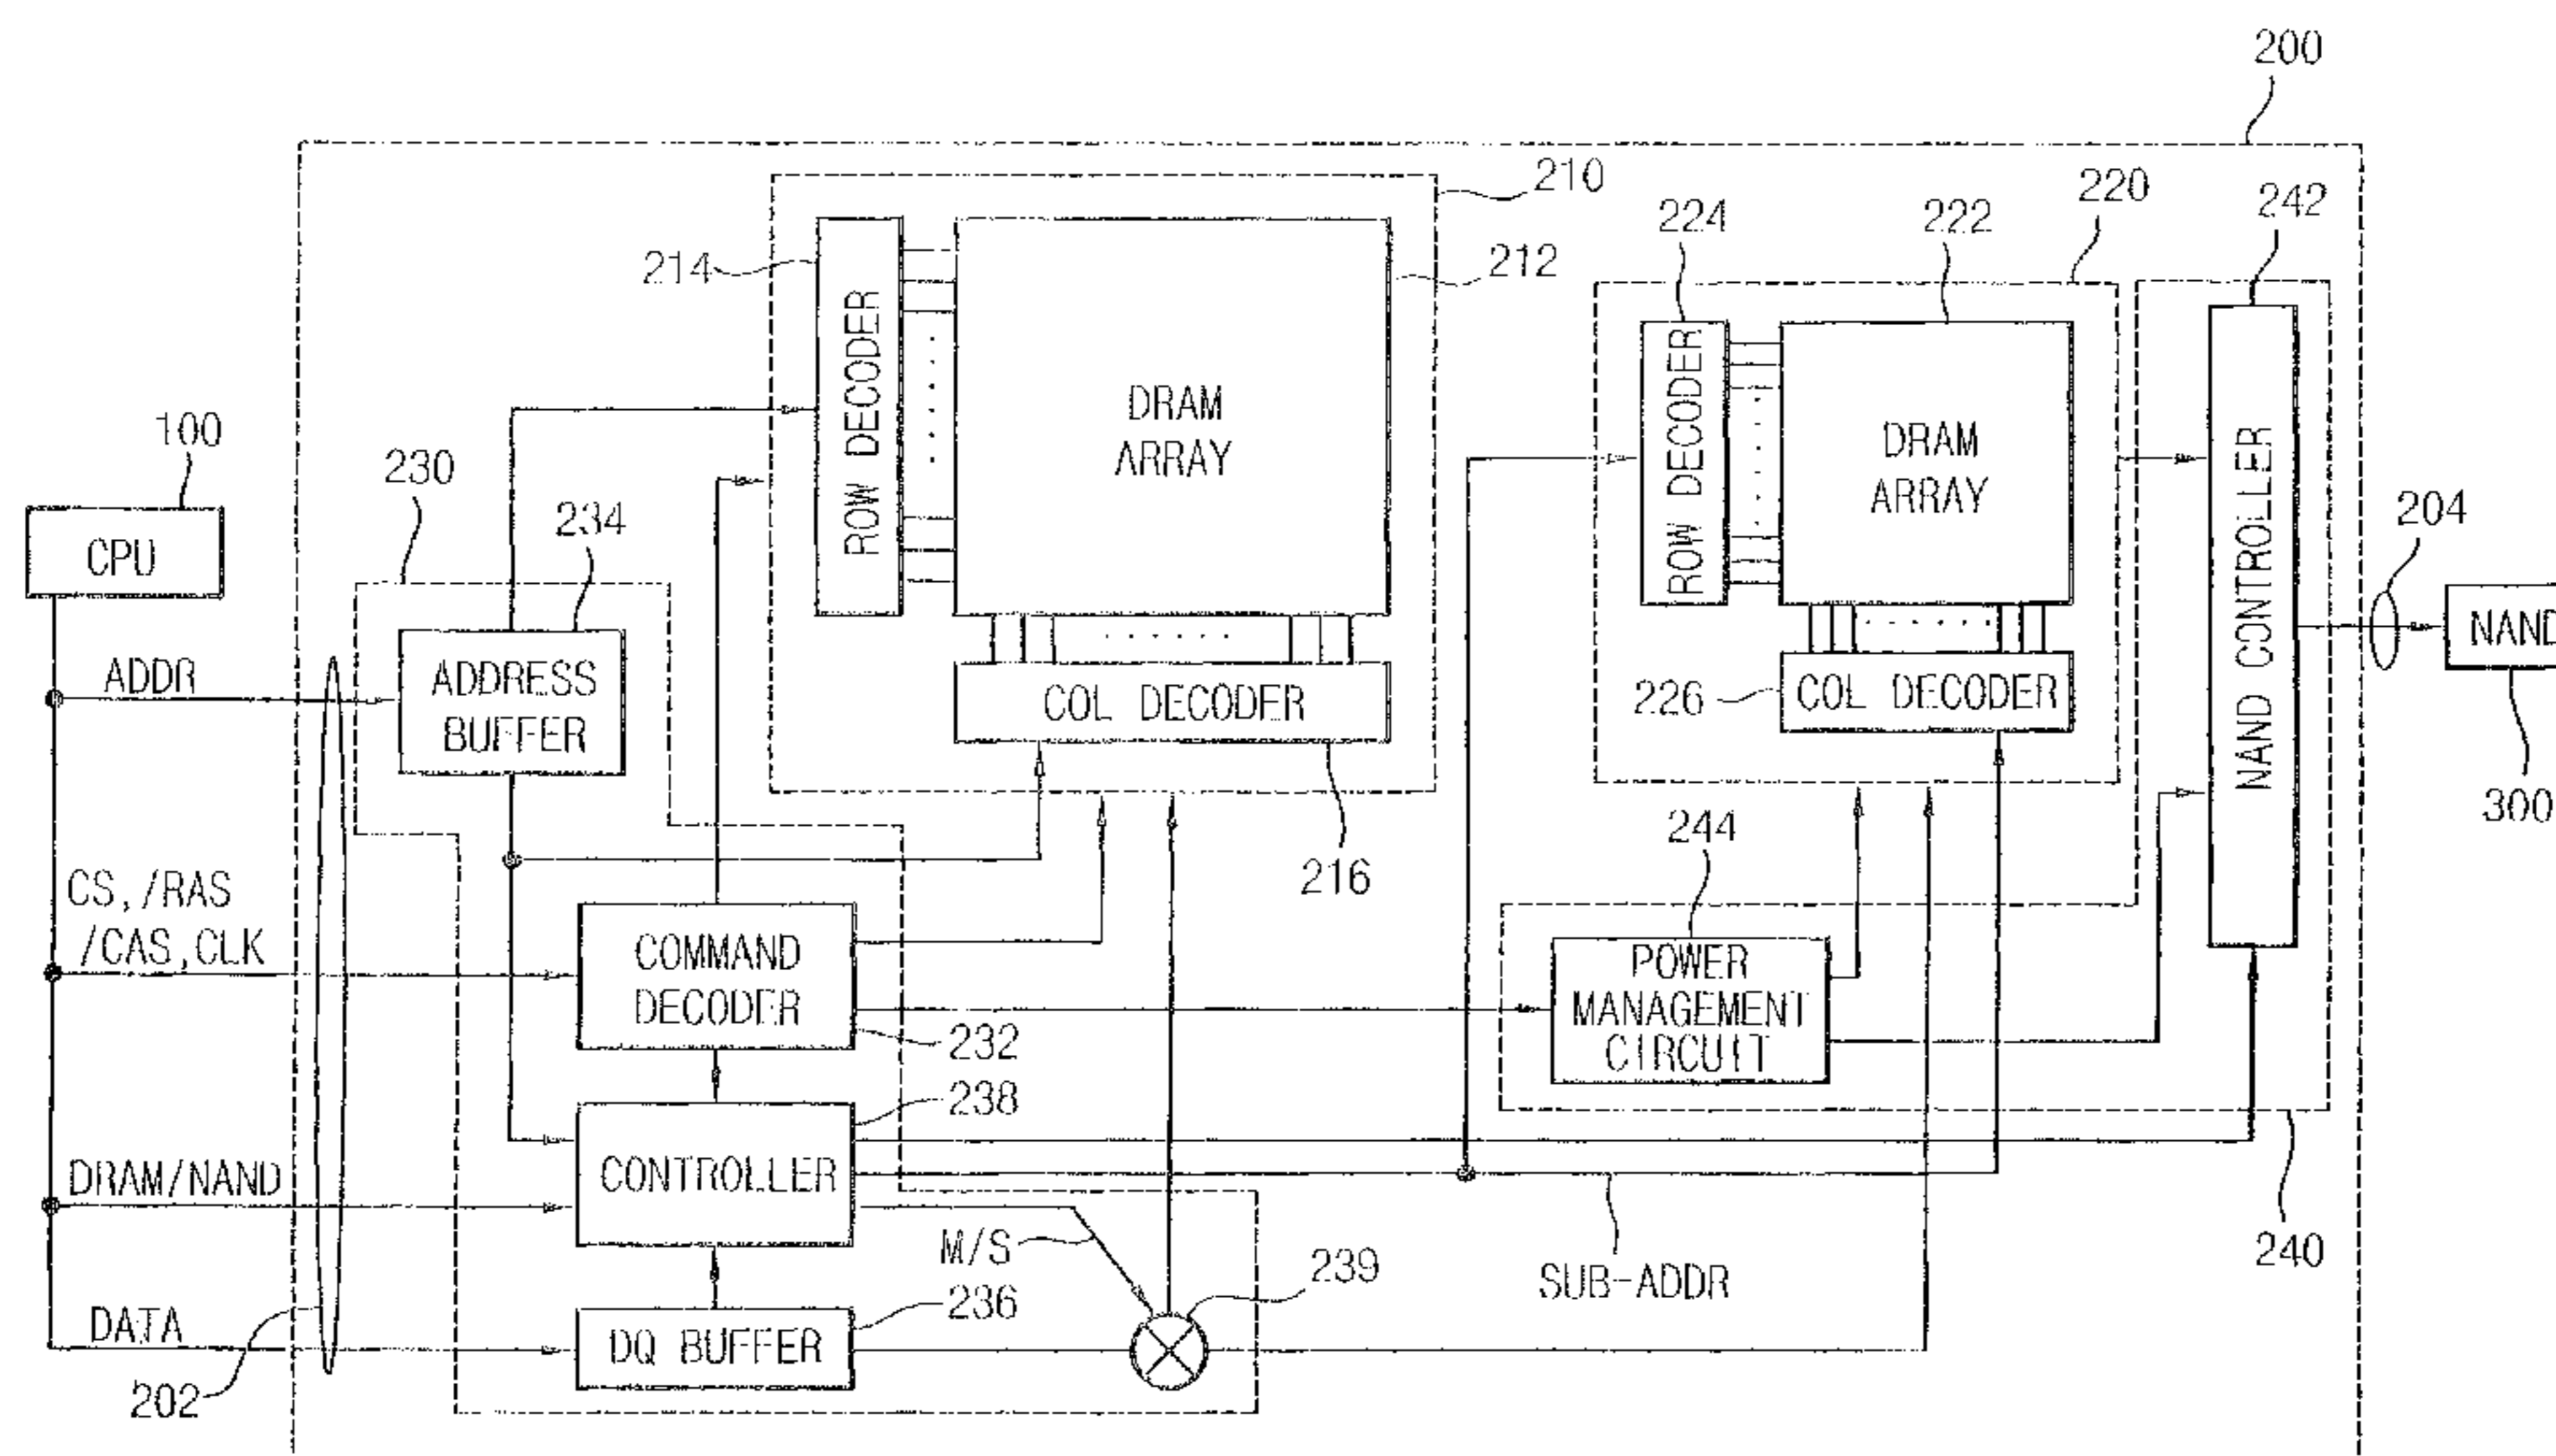 200
210
220
242
224
222
214
212
ROW DECODER
DRAM
ARRAY
ROW DECODER
DRAM
ARRAY
NAND CONTROLLER
100
230
234
204
CPU
NAND
ADDR
ADDRESS
BUFFER
COL DECODER
226
COL DECODER
300
244
216
CS,/RAS
/CAS,CLK
COMMAND
DECODER
232
POWER
MANAGEMENT
CIRCUIT
238
DRAM/NAND
CONTROLLER
M/S
239
SUB-ADDR
240
236
DATA
DQ BUFFER
202